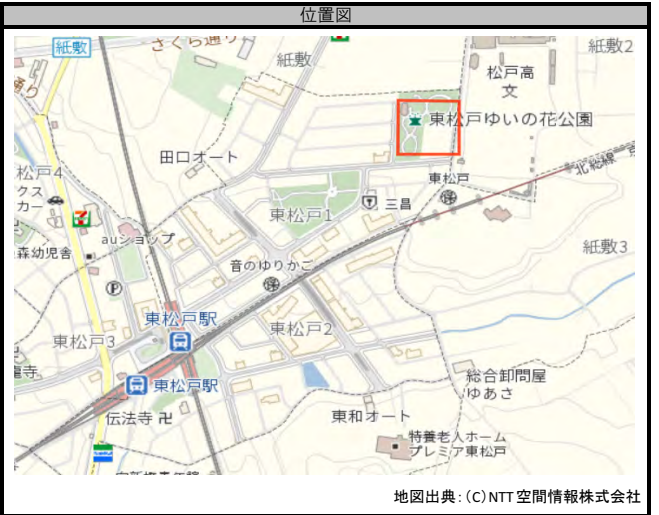 位置図
紙敷
さくら通り
紙敷
紙敷2
松戸高
文
東松戸ゆいの花公園
田口オート
北総線
松戸4
クス
カー
東松戸
東松戸1
三昌
auショップ
森幼児舎
紙敷3
音のゆりかご
P
東松戸駅
東松戸3
東松戸2
東松戸駅
総合卸問屋
ゆあさ
伝法寺
東和オート
特養老人ホーム
プレミア東松戸
地図出典：(C)NTT空間情報株式会社